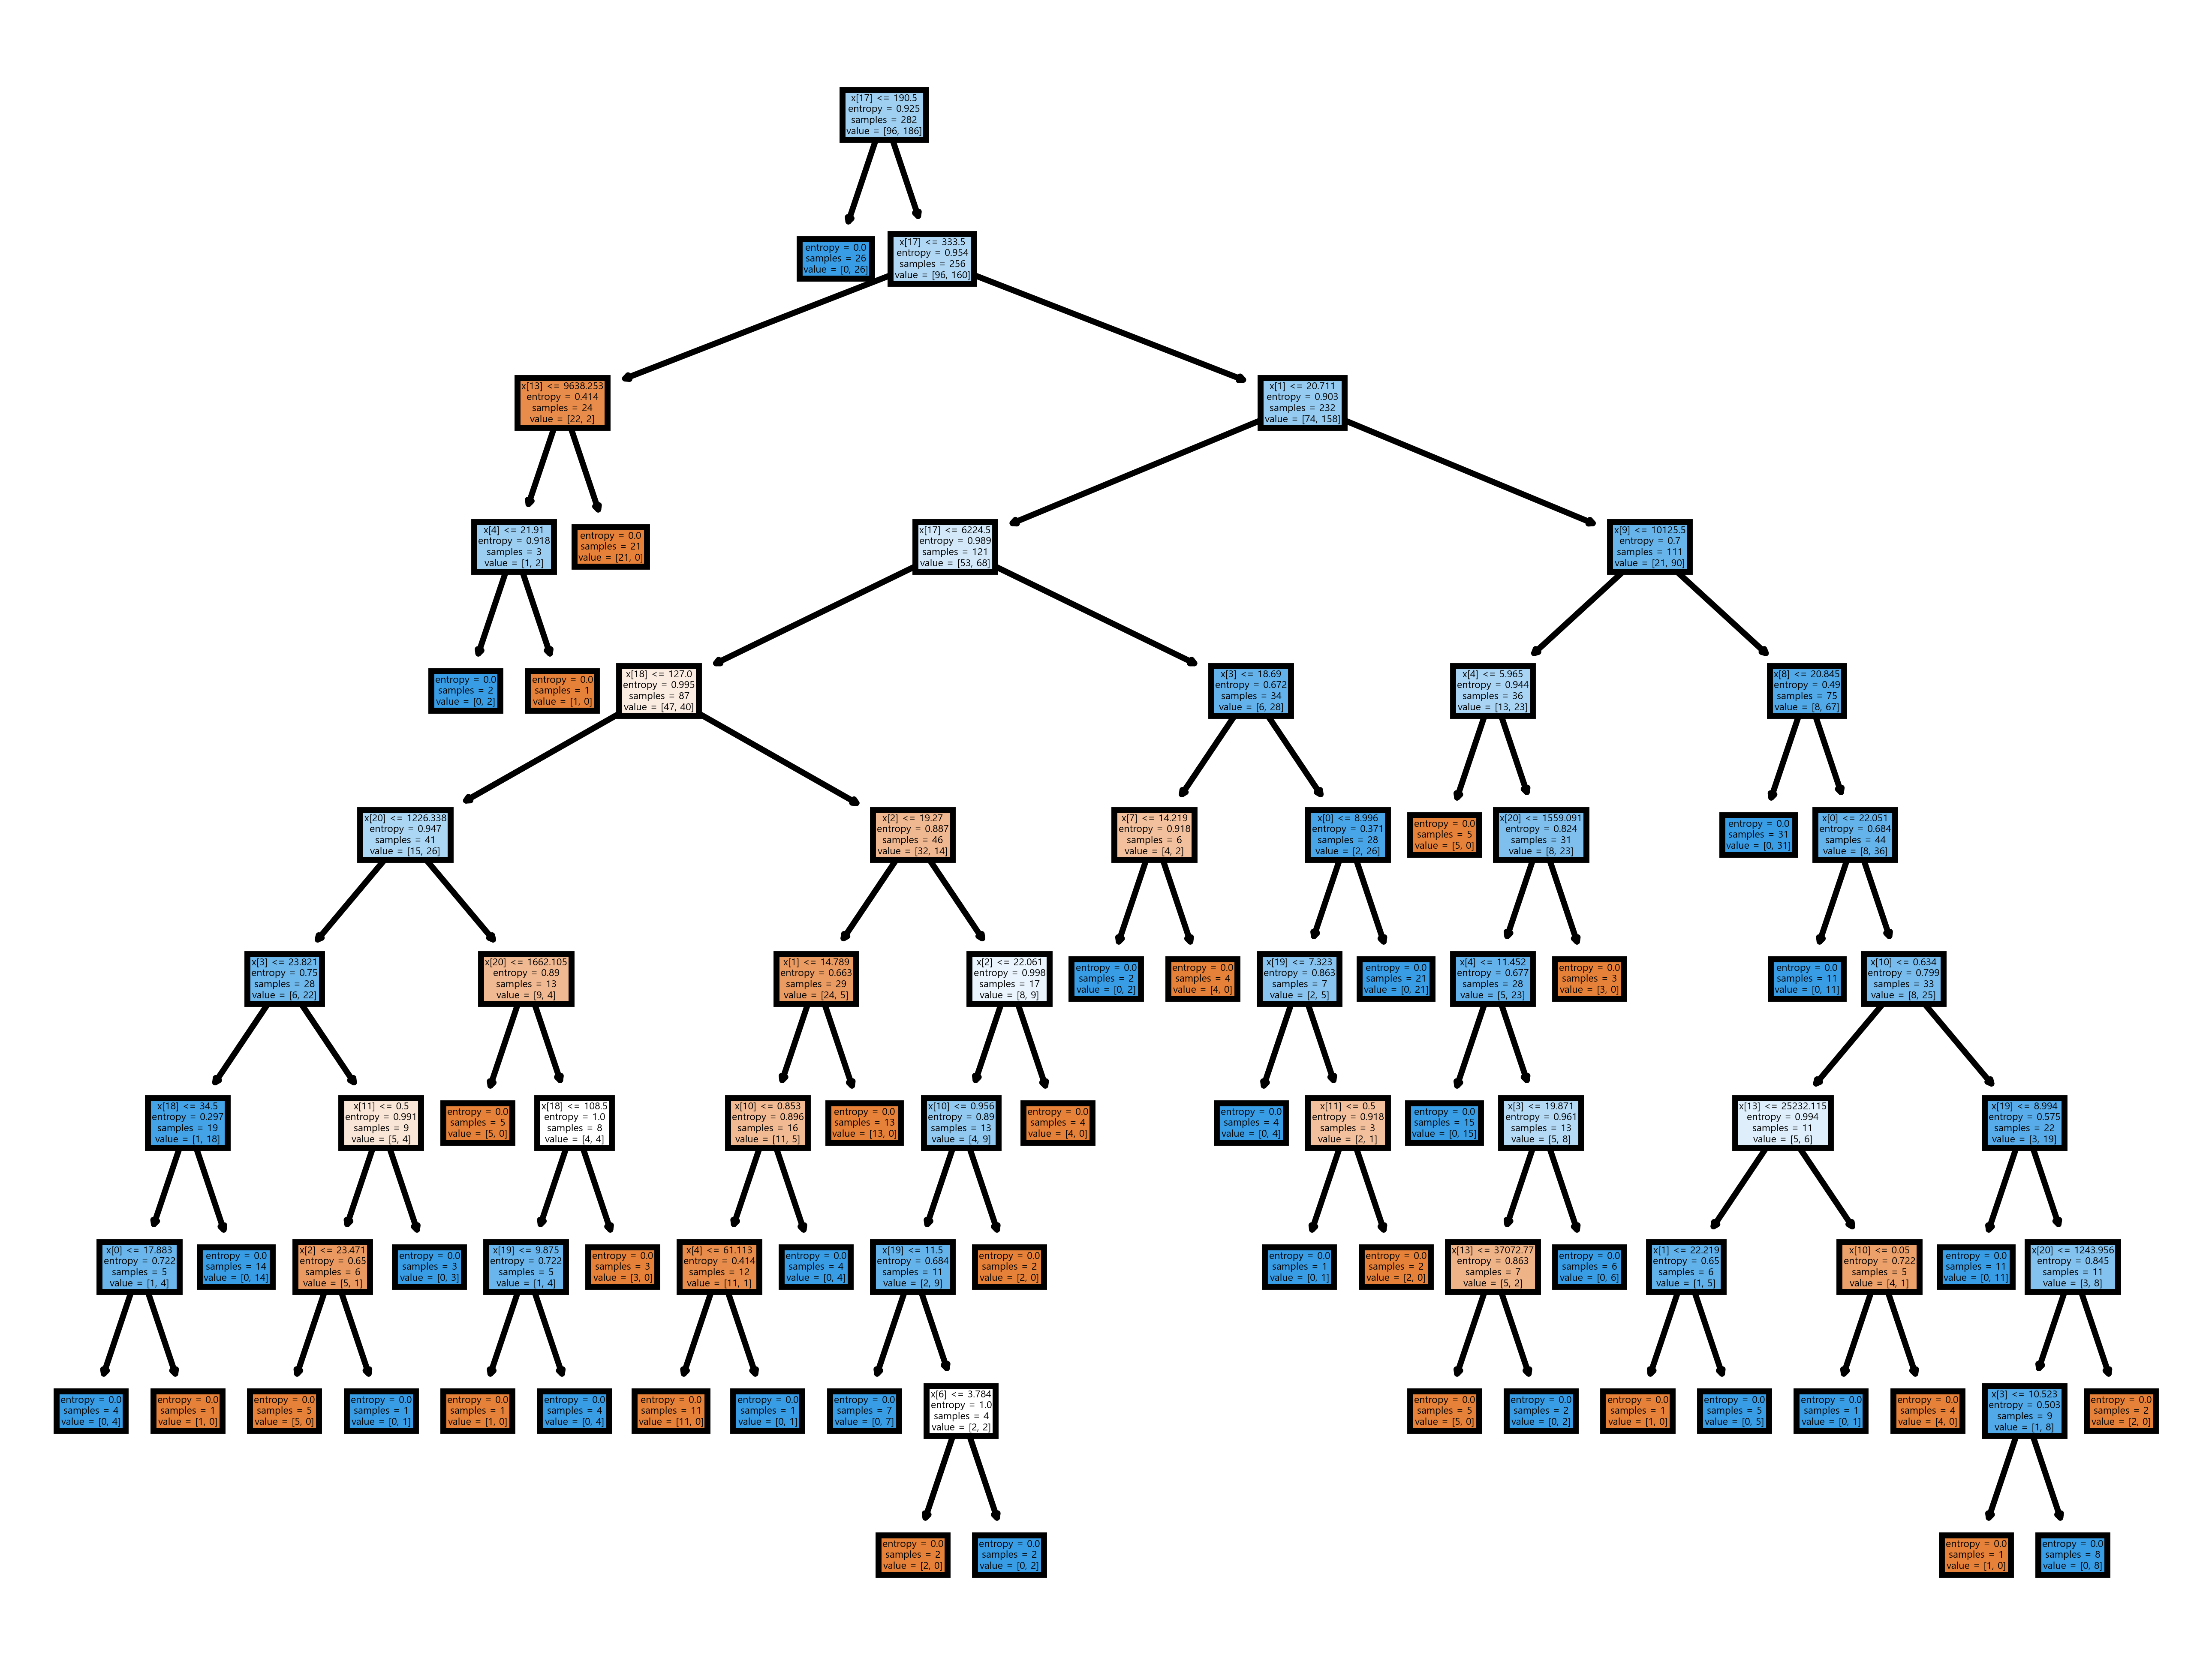 x[17] <= 190.5
entropy = 0.925
samples = 282
value = [96, 186]
entropy = 0.0
samples = 26
value = [0, 26]
x[17] <= 333.5
entropy = 0.954
samples = 256
value = [96, 160]
x[13] <= 9638.253
entropy = 0.414
samples = 24
value = [22, 2]
x[1] <= 20.711
entropy = 0.903
samples = 232
value = [74, 158]
x[4] <= 21.91
entropy = 0.918
samples = 3
value = [1, 2]
entropy = 0.0
samples = 21
value = [21, 0]
x[17] <= 6224.5
entropy = 0.989
samples = 121
value = [53, 68]
x[9] <= 10125.5
entropy = 0.7
samples = 111
value = [21, 90]
entropy = 0.0
samples = 2
value = [0, 2]
entropy = 0.0
samples = 1
value = [1, 0]
x[18] <= 127.0
entropy = 0.995
samples = 87
value = [47, 40]
x[3] <= 18.69
entropy = 0.672
samples = 34
value = [6, 28]
x[4] <= 5.965
entropy = 0.944
samples = 36
value = [13, 23]
x[8] <= 20.845
entropy = 0.49
samples = 75
value = [8, 67]
x[20] <= 1226.338
entropy = 0.947
samples = 41
value = [15, 26]
x[2] <= 19.27
entropy = 0.887
samples = 46
value = [32, 14]
x[7] <= 14.219
entropy = 0.918
samples = 6
value = [4, 2]
x[0] <= 8.996
entropy = 0.371
samples = 28
value = [2, 26]
entropy = 0.0
samples = 5
value = [5, 0]
x[20] <= 1559.091
entropy = 0.824
samples = 31
value = [8, 23]
entropy = 0.0
samples = 31
value = [0, 31]
x[0] <= 22.051
entropy = 0.684
samples = 44
value = [8, 36]
x[3] <= 23.821
entropy = 0.75
samples = 28
value = [6, 22]
x[20] <= 1662.105
entropy = 0.89
samples = 13
value = [9, 4]
x[1] <= 14.789
entropy = 0.663
samples = 29
value = [24, 5]
x[2] <= 22.061
entropy = 0.998
samples = 17
value = [8, 9]
entropy = 0.0
samples = 2
value = [0, 2]
entropy = 0.0
samples = 4
value = [4, 0]
x[19] <= 7.323
entropy = 0.863
samples = 7
value = [2, 5]
entropy = 0.0
samples = 21
value = [0, 21]
x[4] <= 11.452
entropy = 0.677
samples = 28
value = [5, 23]
entropy = 0.0
samples = 3
value = [3, 0]
entropy = 0.0
samples = 11
value = [0, 11]
x[10] <= 0.634
entropy = 0.799
samples = 33
value = [8, 25]
x[18] <= 34.5
entropy = 0.297
samples = 19
value = [1, 18]
x[11] <= 0.5
entropy = 0.991
samples = 9
value = [5, 4]
entropy = 0.0
samples = 5
value = [5, 0]
x[18] <= 108.5
entropy = 1.0
samples = 8
value = [4, 4]
x[10] <= 0.853
entropy = 0.896
samples = 16
value = [11, 5]
entropy = 0.0
samples = 13
value = [13, 0]
x[10] <= 0.956
entropy = 0.89
samples = 13
value = [4, 9]
entropy = 0.0
samples = 4
value = [4, 0]
entropy = 0.0
samples = 4
value = [0, 4]
x[11] <= 0.5
entropy = 0.918
samples = 3
value = [2, 1]
entropy = 0.0
samples = 15
value = [0, 15]
x[3] <= 19.871
entropy = 0.961
samples = 13
value = [5, 8]
x[13] <= 25232.115
entropy = 0.994
samples = 11
value = [5, 6]
x[19] <= 8.994
entropy = 0.575
samples = 22
value = [3, 19]
x[0] <= 17.883
entropy = 0.722
samples = 5
value = [1, 4]
entropy = 0.0
samples = 14
value = [0, 14]
x[2] <= 23.471
entropy = 0.65
samples = 6
value = [5, 1]
entropy = 0.0
samples = 3
value = [0, 3]
x[19] <= 9.875
entropy = 0.722
samples = 5
value = [1, 4]
entropy = 0.0
samples = 3
value = [3, 0]
x[4] <= 61.113
entropy = 0.414
samples = 12
value = [11, 1]
entropy = 0.0
samples = 4
value = [0, 4]
x[19] <= 11.5
entropy = 0.684
samples = 11
value = [2, 9]
entropy = 0.0
samples = 2
value = [2, 0]
entropy = 0.0
samples = 1
value = [0, 1]
entropy = 0.0
samples = 2
value = [2, 0]
x[13] <= 37072.77
entropy = 0.863
samples = 7
value = [5, 2]
entropy = 0.0
samples = 6
value = [0, 6]
x[1] <= 22.219
entropy = 0.65
samples = 6
value = [1, 5]
x[10] <= 0.05
entropy = 0.722
samples = 5
value = [4, 1]
entropy = 0.0
samples = 11
value = [0, 11]
x[20] <= 1243.956
entropy = 0.845
samples = 11
value = [3, 8]
entropy = 0.0
samples = 4
value = [0, 4]
entropy = 0.0
samples = 1
value = [1, 0]
entropy = 0.0
samples = 5
value = [5, 0]
entropy = 0.0
samples = 1
value = [0, 1]
entropy = 0.0
samples = 1
value = [1, 0]
entropy = 0.0
samples = 4
value = [0, 4]
entropy = 0.0
samples = 11
value = [11, 0]
entropy = 0.0
samples = 1
value = [0, 1]
entropy = 0.0
samples = 7
value = [0, 7]
x[6] <= 3.784
entropy = 1.0
samples = 4
value = [2, 2]
entropy = 0.0
samples = 5
value = [5, 0]
entropy = 0.0
samples = 2
value = [0, 2]
entropy = 0.0
samples = 1
value = [1, 0]
entropy = 0.0
samples = 5
value = [0, 5]
entropy = 0.0
samples = 1
value = [0, 1]
entropy = 0.0
samples = 4
value = [4, 0]
x[3] <= 10.523
entropy = 0.503
samples = 9
value = [1, 8]
entropy = 0.0
samples = 2
value = [2, 0]
entropy = 0.0
samples = 2
value = [2, 0]
entropy = 0.0
samples = 2
value = [0, 2]
entropy = 0.0
samples = 1
value = [1, 0]
entropy = 0.0
samples = 8
value = [0, 8]